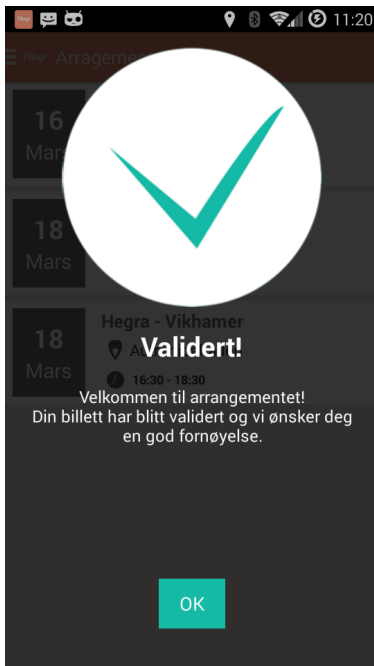 11:20
Arragemen
16
Mars
18
Mars
18
Mars
Hegra - Vikhamer
Validert!
16:30 - 18:30
Velkommen til arrangementet!
Din billett har blitt validert og vi ønsker deg
en god fornøyelse.
OK